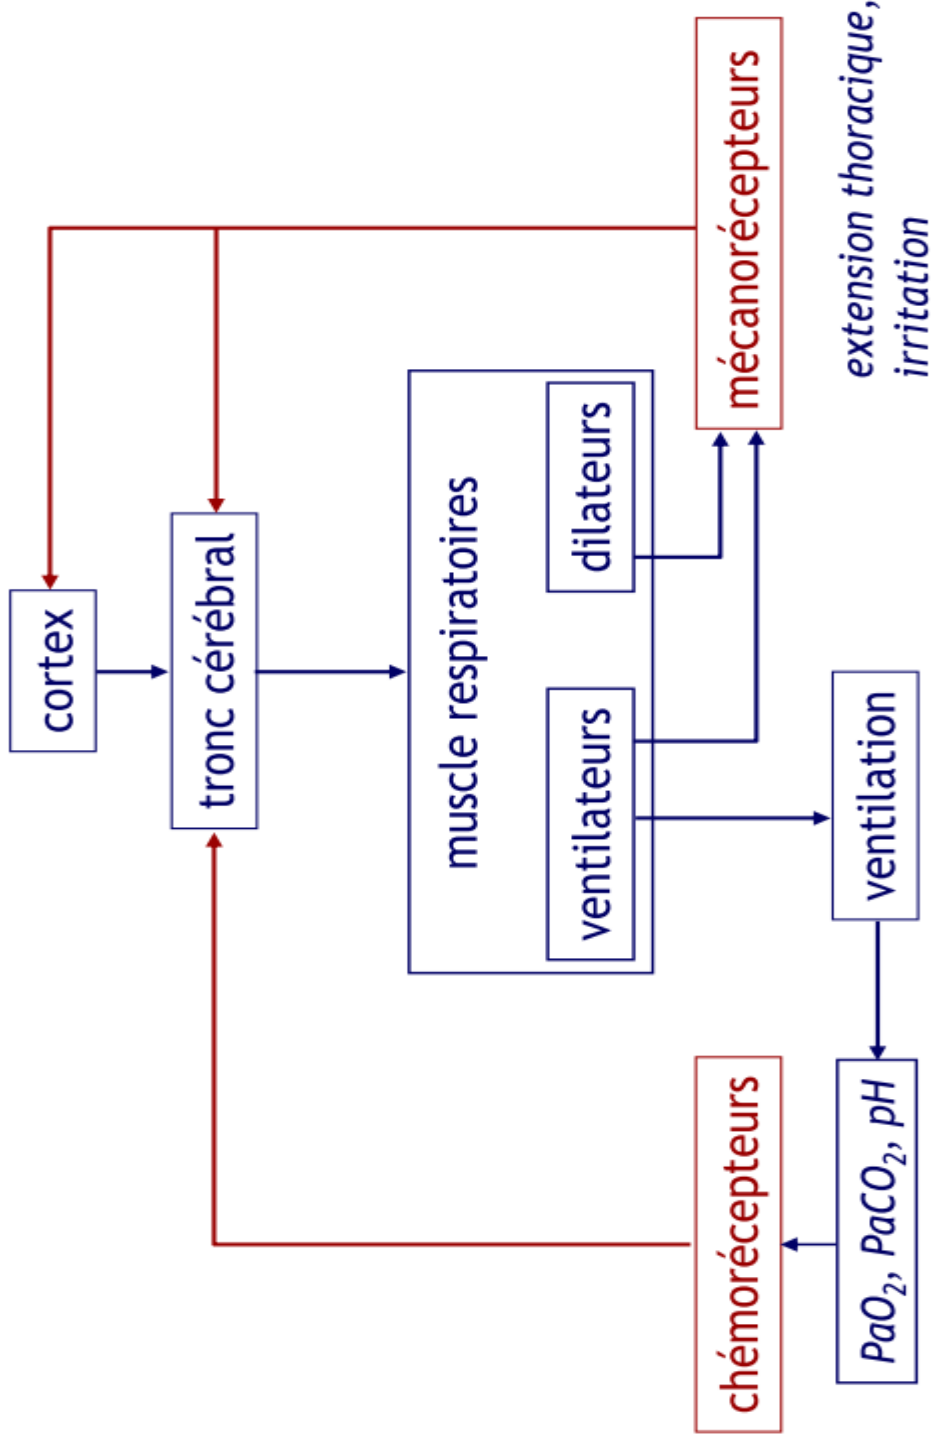 cortex
tronc cérébral
muscle respiratoires
ventilateurs
dilateurs
chémorécepteurs
mécanorécepteurs
PaO₂, PaCO₂, pH
ventilation
extension thoracique,
irritation